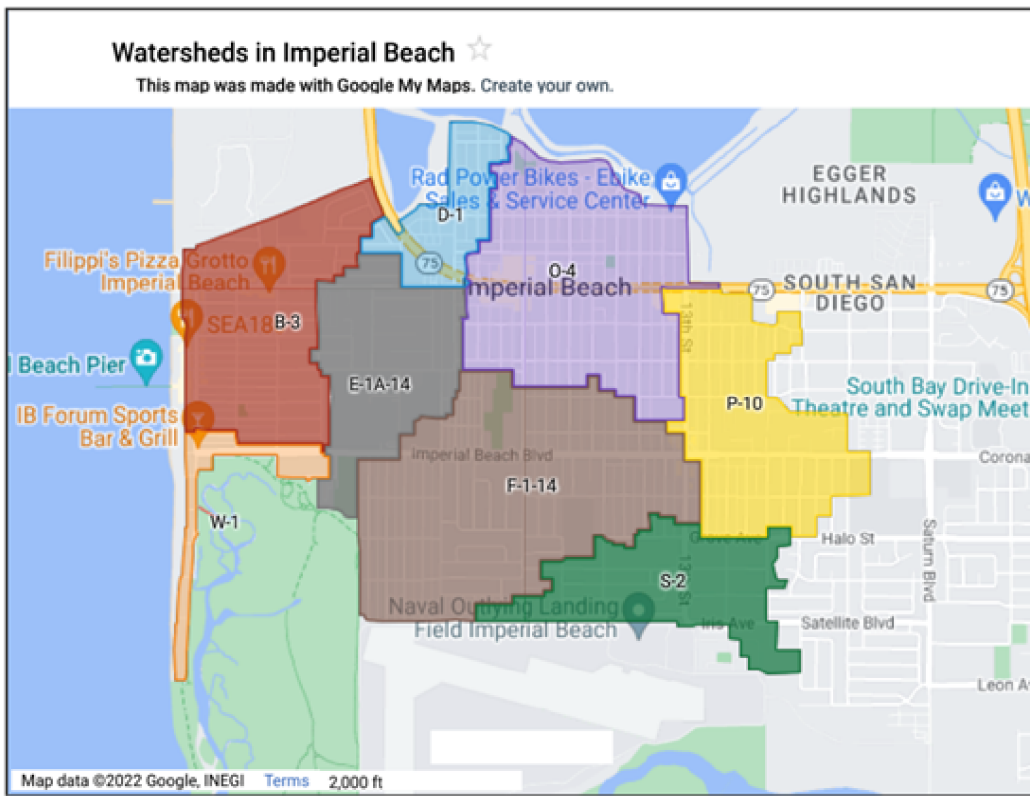 Watersheds in Imperial Beach
This map was made with Google My Maps. Create your own.
Rad Power Bikes - Ebike
Sales & Service Center
EGGER
HIGHLANDS
W
D-1
75
Filippi's Pizza Grotto
Imperial Beach
O-4
Imperial Beach
75
SOUTH SAN
DIEGO
75
SEA18
B-3
13th St
l Beach Pier
E-1A-14
South Bay Drive-In
Theatre and Swap Meet
P-10
IB Forum Sports
Bar & Grill
Imperial Beach Blvd
Corona
F-1-14
W-1
Grove Ave
Halo St
Saturn Blvd
S-2
13th St
Naval Outlying Landing
Field Imperial Beach
Iris Ave
Satellite Blvd
Leon Av
Map data ©2022 Google, INEGI Terms 2,000 ft